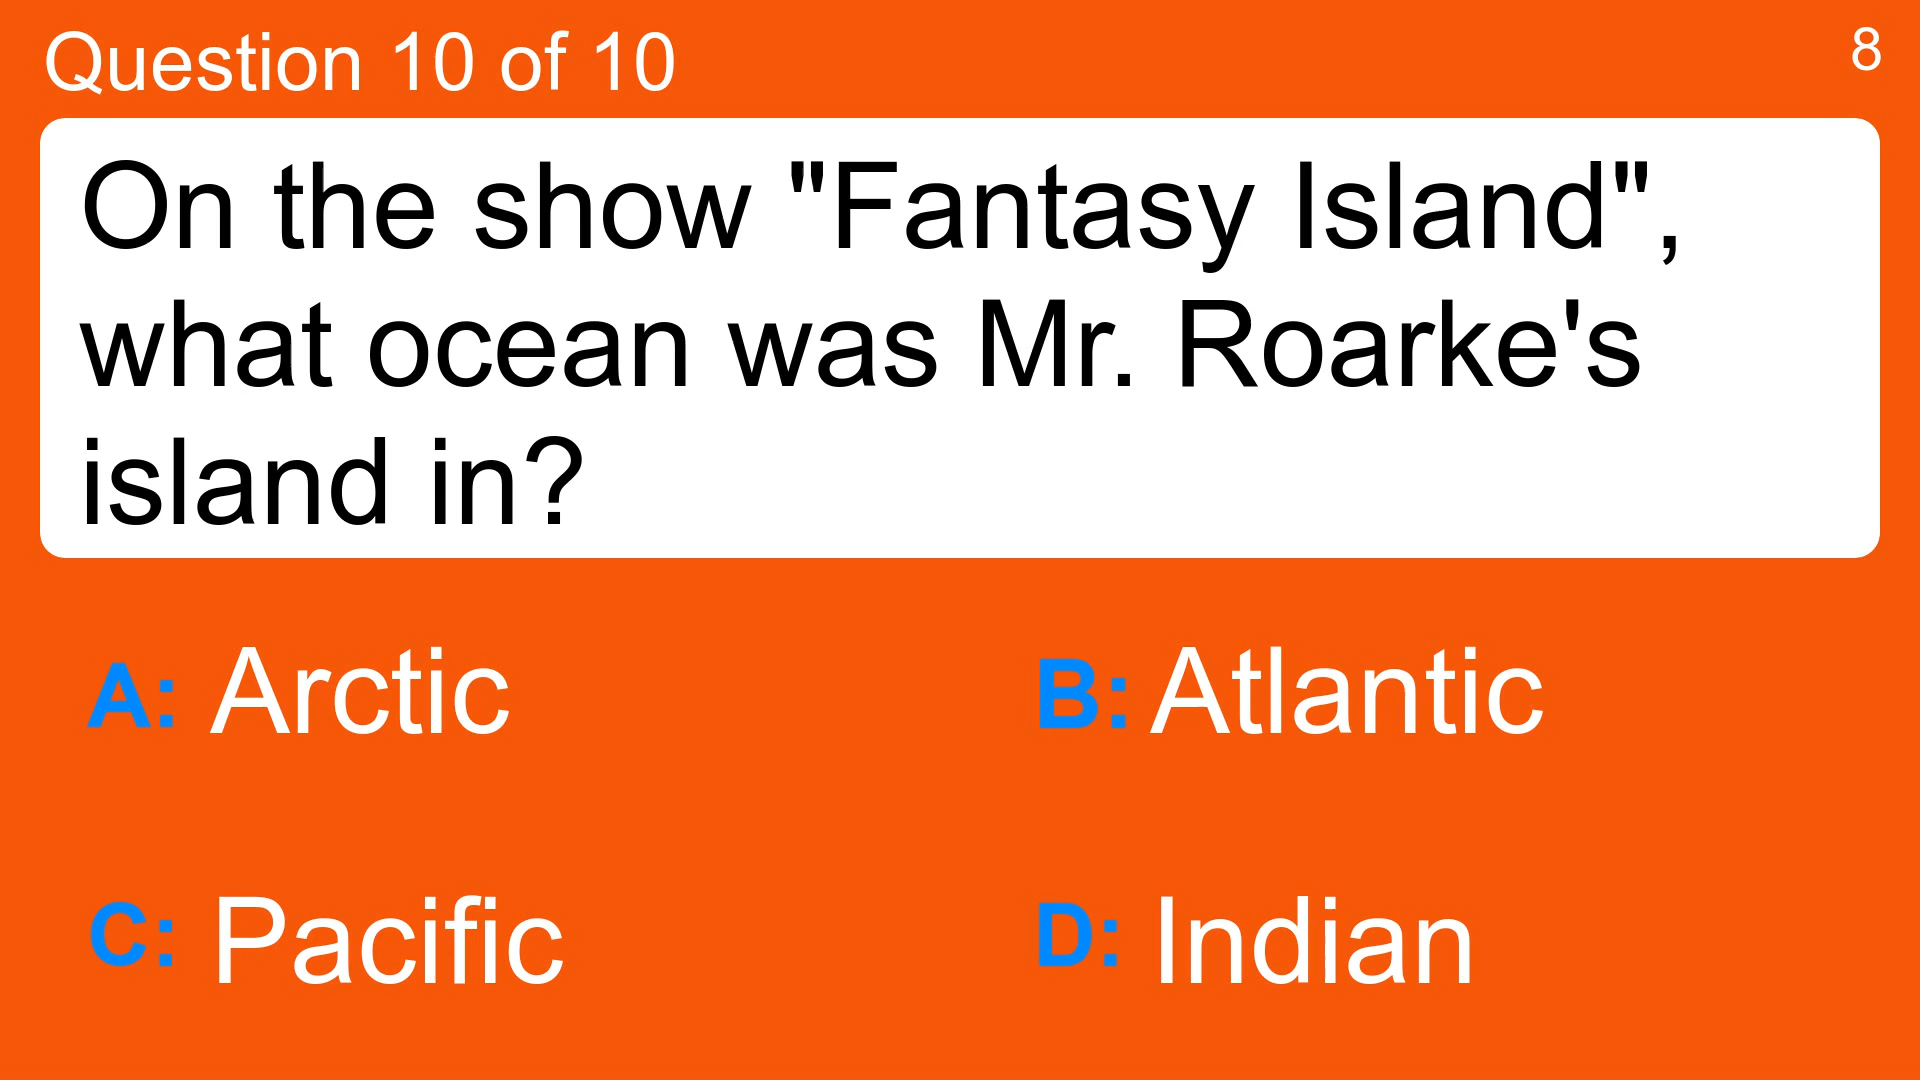 Question 10 of 10
8
On the show "Fantasy Island",
what ocean was Mr. Roarke's
island in?
A: Arctic
B: Atlantic
C: Pacific
D: Indian